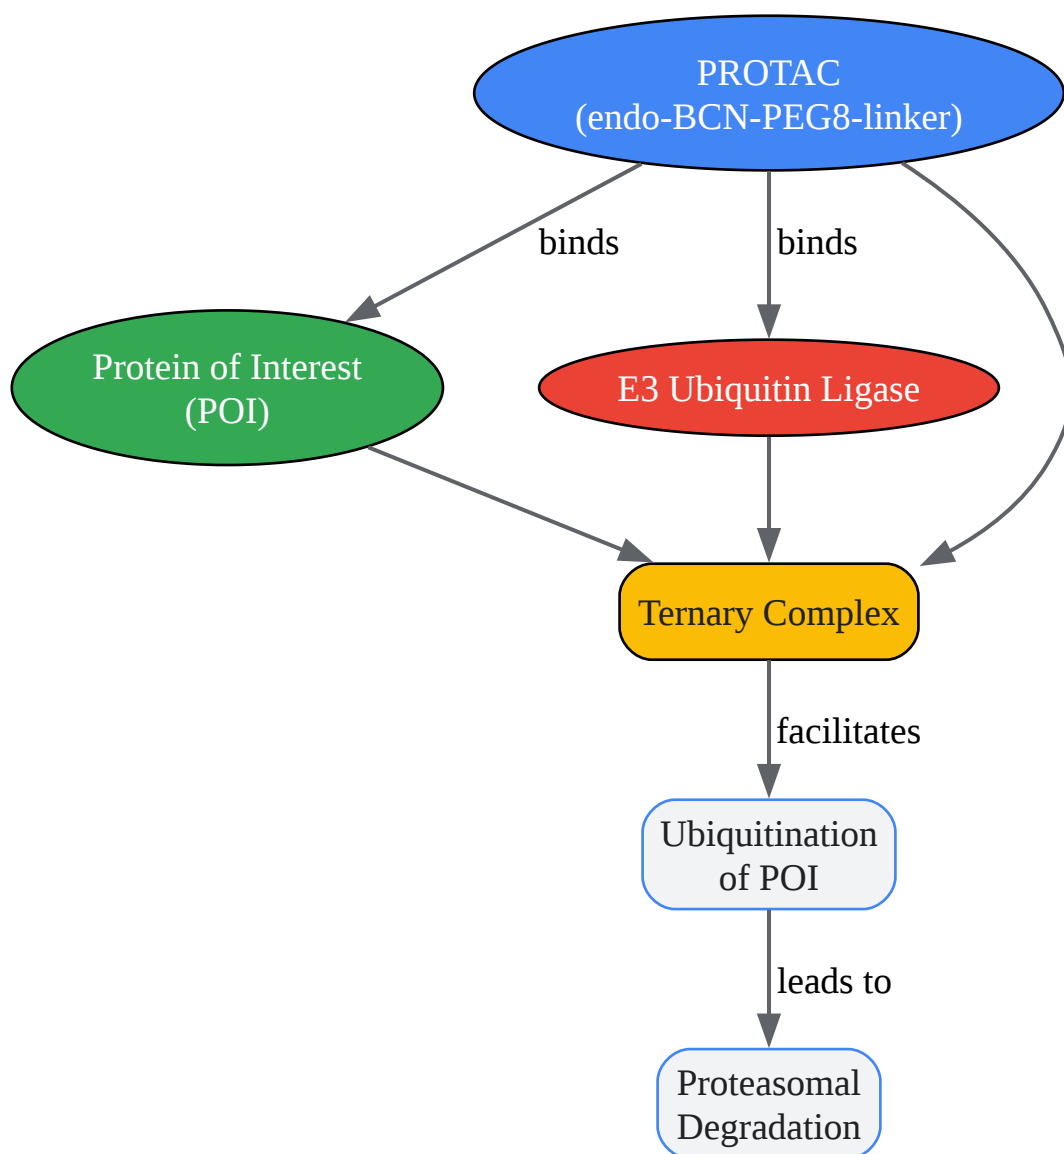 PROTAC
(endo-BCN-PEG8-linker)
binds
binds
Protein of Interest
(POI)
E3 Ubiquitin Ligase
Ternary Complex
facilitates
Ubiquitination
of POI
leads to
Proteasomal
Degradation